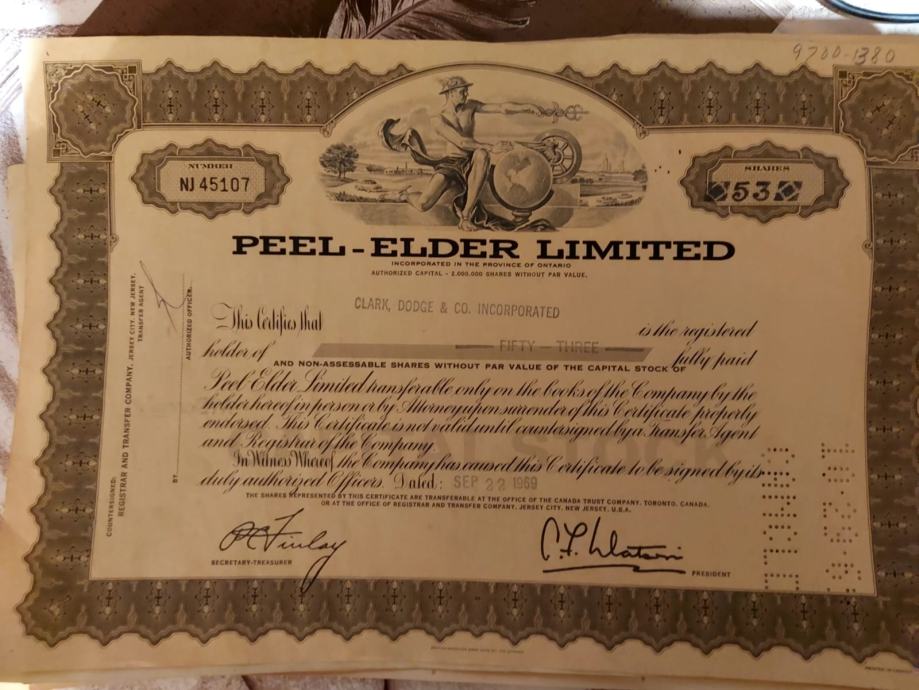 9700-1380
NUMBER
NJ 45107
SHARES
53
PEEL-ELDER LIMITED
INCORPORATED IN THE PROVINCE OF ONTARIO
AUTHORIZED CAPITAL - 2,000,000 SHARES WITHOUT PAR VALUE.
CLARK, DODGE & CO. INCORPORATED
This Certifies that is the registered
holder of FIFTY-THREE fully paid
AND NON-ASSESSABLE SHARES WITHOUT PAR VALUE OF THE CAPITAL STOCK OF
Peel-Elder Limited transferable only on the books of the Company by the
holder hereof in person or by Attorney upon surrender of this Certificate properly
endorsed. This Certificate is not valid until countersigned by a Transfer Agent
and Registrar of the Company.
In Witness Whereof the Company has caused this Certificate to be signed by its
duly authorized Officers. Dated: SEP 22 1969
THE SHARES REPRESENTED BY THIS CERTIFICATE ARE TRANSFERABLE AT THE OFFICE OF THE CANADA TRUST COMPANY, TORONTO, CANADA,
OR AT THE OFFICE OF REGISTRAR AND TRANSFER COMPANY, JERSEY CITY, NEW JERSEY, U.S.A.
SECRETARY-TREASURER
PRESIDENT
COUNTERSIGNED:
REGISTRAR AND TRANSFER COMPANY, JERSEY CITY, NEW JERSEY.
TRANSFER AGENT
BY
AUTHORIZED OFFICER.